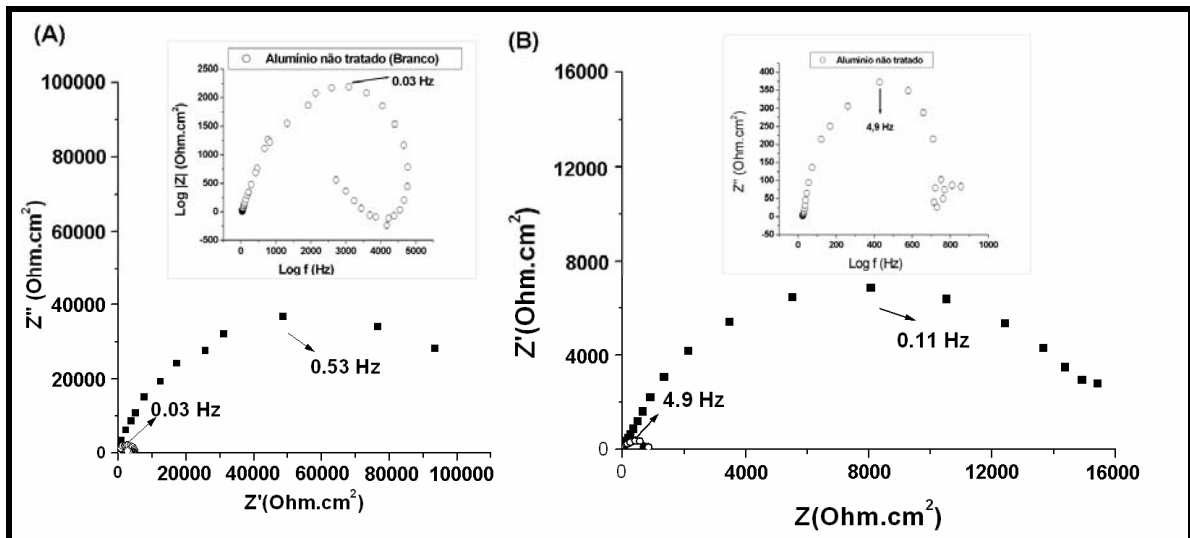 (A)
Alumínio não tratado (Branco)
2500
2000
1500
1000
500
0
-500
0.03 Hz
Log |Z| (Ohm.cm²)
0 1000 2000 3000 4000 5000
Log f (Hz)
100000
80000
60000
40000
20000
0
Z'' (Ohm.cm²)
0.53 Hz
0.03 Hz
0 20000 40000 60000 80000 100000
Z'(Ohm.cm²)
(B)
Alumínio não tratado
400
350
300
250
200
150
100
50
0
50
4,9 Hz
Z'' (Ohm.cm²)
0 200 400 600 800 1000
Log f (Hz)
16000
12000
8000
4000
0
Z'(Ohm.cm²)
0.11 Hz
4.9 Hz
0 4000 8000 12000 16000
Z(Ohm.cm²)